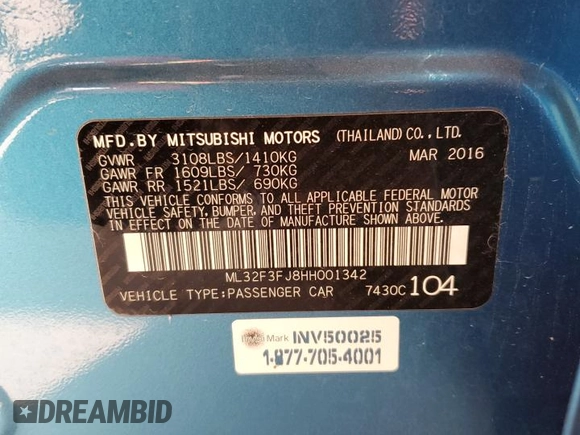 MFD.BY MITSUBISHI MOTORS (THAILAND) CO.,LTD.
GVWR 3108LBS/1410KG MAR 2016
GAWR FR 1609LBS/ 730KG
GAWR RR 1521LBS/ 690KG
THIS VEHICLE CONFORMS TO ALL APPLICABLE FEDERAL MOTOR
VEHICLE SAFETY, BUMPER, AND THEFT PREVENTION STANDARDS
IN EFFECT ON THE DATE OF MANUFACTURE SHOWN ABOVE.
ML32F3FJ8HH001342
VEHICLE TYPE:PASSENGER CAR 7430C 104
Mark INV50025
1-877-705-4001
DREAMBID